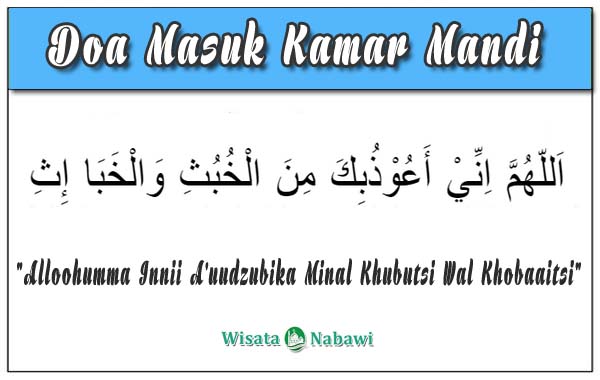 Doa Masuk Kamar Mandi
اَللّٰهُمَّ اِنِّيْ أَعُوْذُبِكَ مِنَ الْخُبُثِ وَالْخَبَا إِثِ
"Alloohumma Innii A'uudzubika Minal Khubutsi Wal Khobaaitsi"
Wisata Nabawi